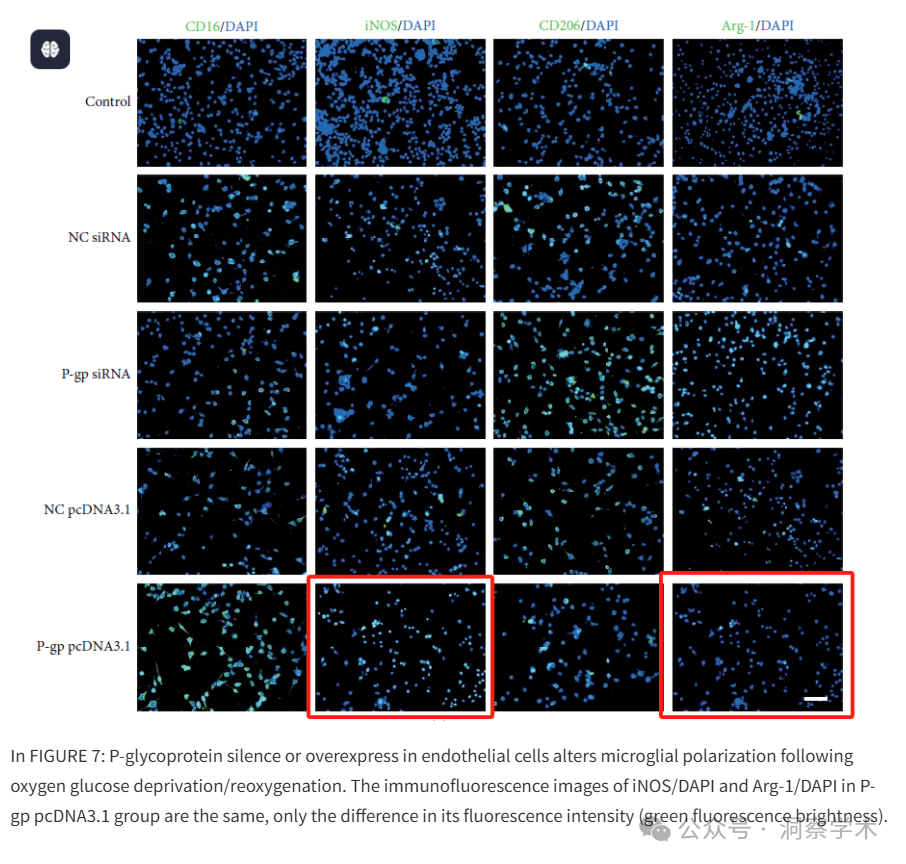 CD16/DAPI iNOS/DAPI CD206/DAPI Arg-1/DAPI
Control
NC siRNA
P-gp siRNA
NC pcDNA3.1
P-gp pcDNA3.1
In FIGURE 7: P-glycoprotein silence or overexpress in endothelial cells alters microglial polarization following
oxygen glucose deprivation/reoxygenation. The immunofluorescence images of iNOS/DAPI and Arg-1/DAPI in P-
gp pcDNA3.1 group are the same, only the difference in its fluorescence intensity (green fluorescence brightness).
公众号 · 洞察学术